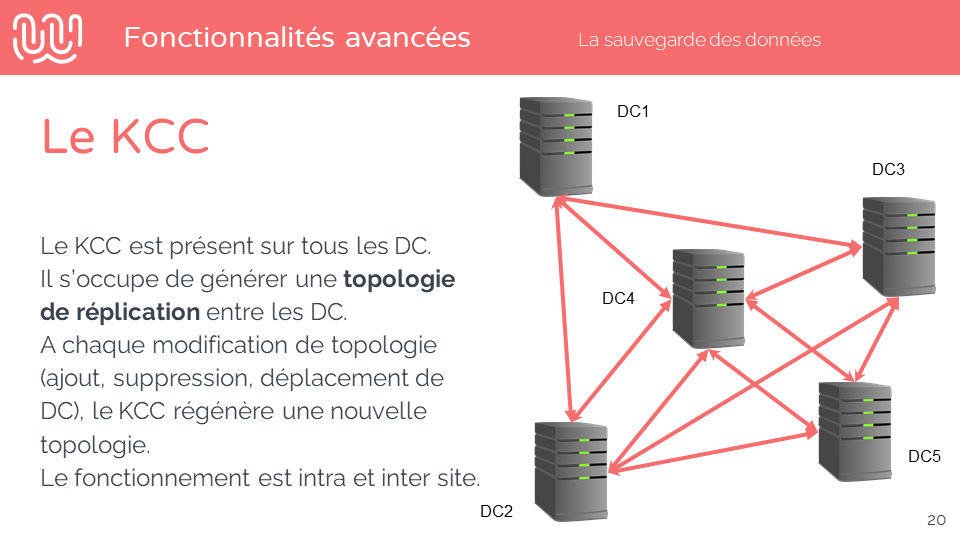 Fonctionnalités avancées
La sauvegarde des données
Le KCC
Le KCC est présent sur tous les DC.
Il s’occupe de générer une topologie
de réplication entre les DC.
A chaque modification de topologie
(ajout, suppression, déplacement de
DC), le KCC régénère une nouvelle
topologie.
Le fonctionnement est intra et inter site.
DC1
DC3
DC4
DC5
DC2
20